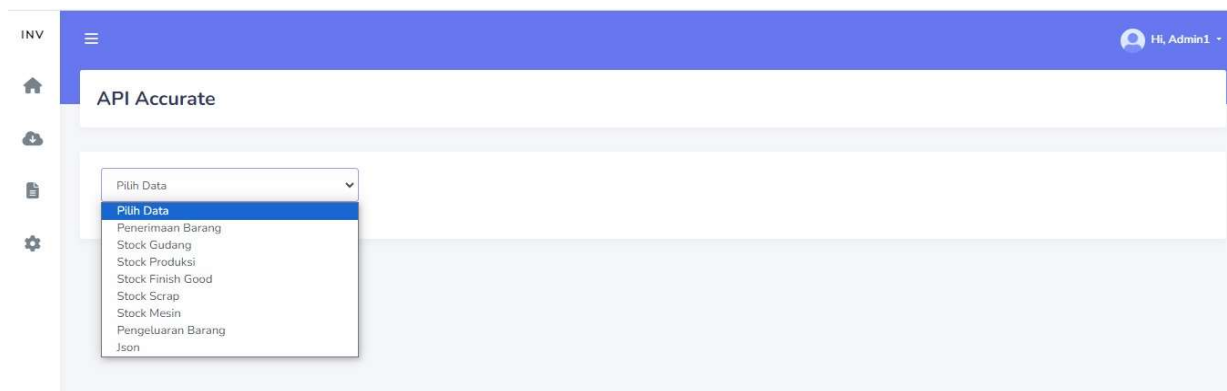 INV
Hi, Admin1
API Accurate
Pilih Data
Pilih Data
Penerimaan Barang
Stock Gudang
Stock Produksi
Stock Finish Good
Stock Scrap
Stock Mesin
Pengeluaran Barang
Json